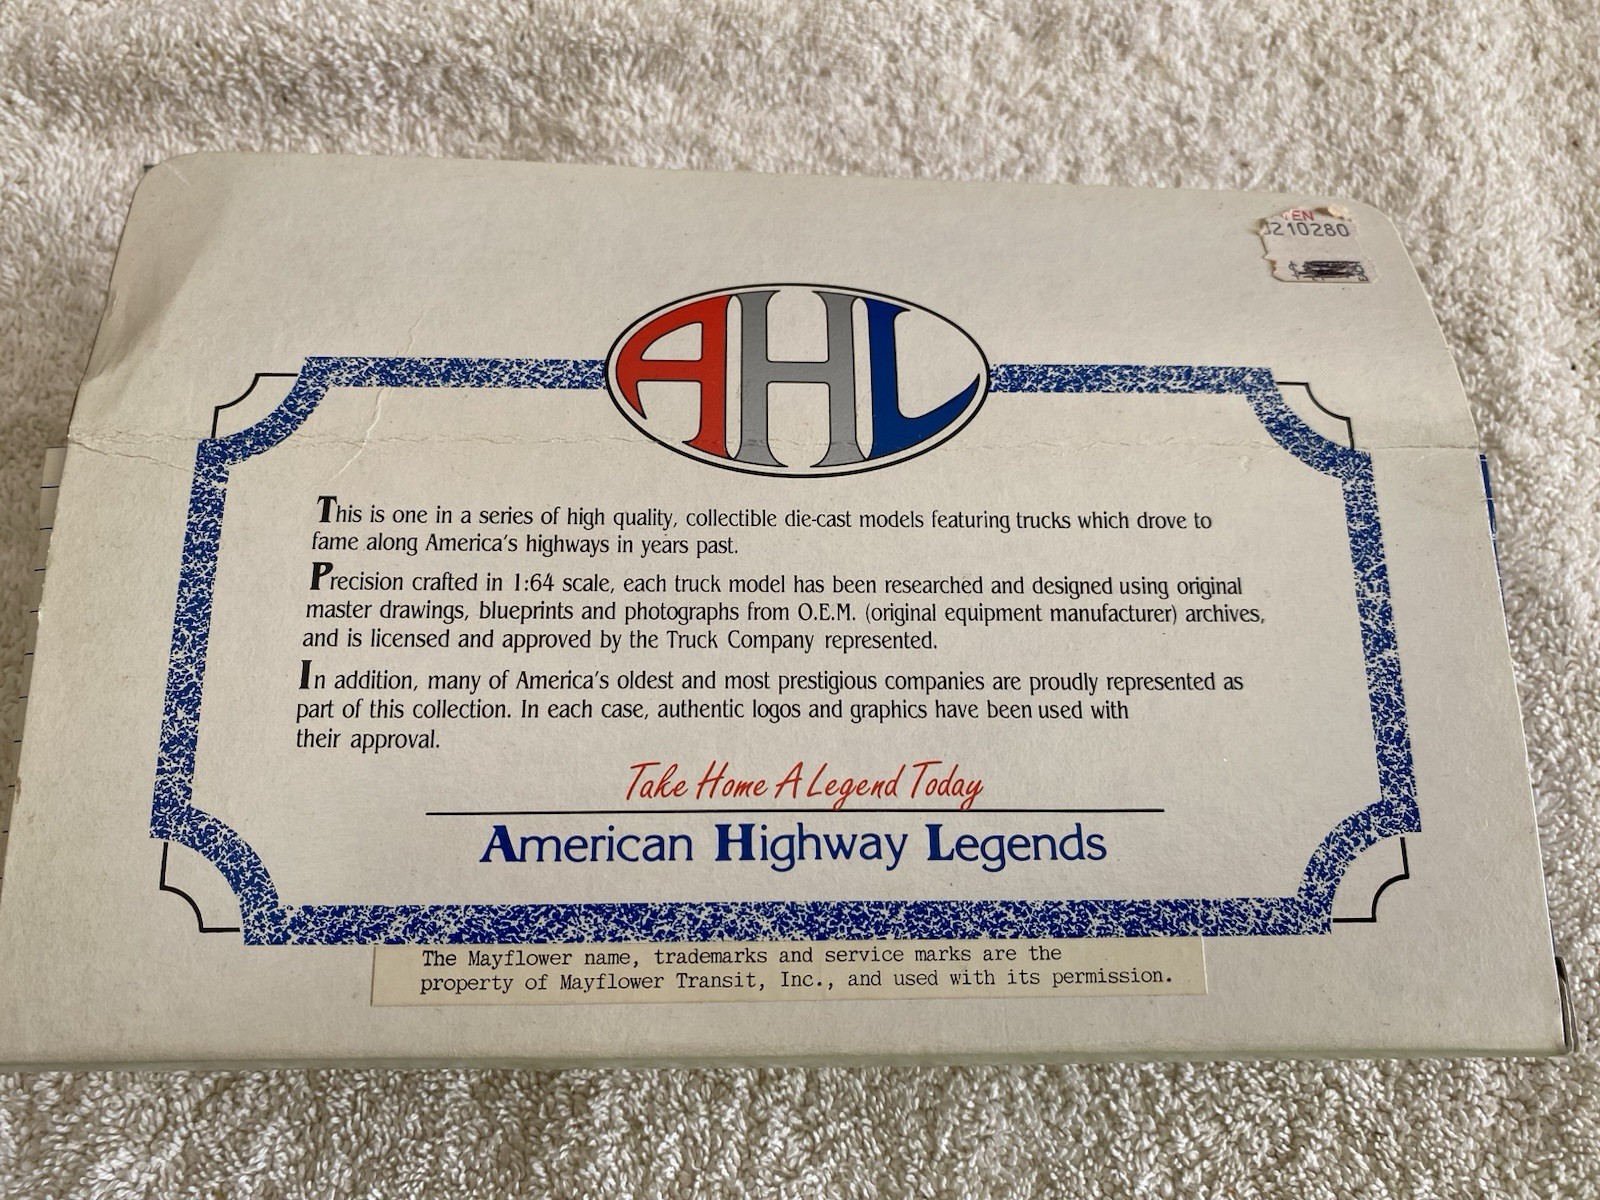 210280
AHL
This is one in a series of high quality, collectible die-cast models featuring trucks which drove to
fame along America's highways in years past.
Precision crafted in 1:64 scale, each truck model has been researched and designed using original
master drawings, blueprints and photographs from O.E.M. (original equipment manufacturer) archives,
and is licensed and approved by the Truck Company represented.
In addition, many of America's oldest and most prestigious companies are proudly represented as
part of this collection. In each case, authentic logos and graphics have been used with
their approval.
Take Home A Legend Today
American Highway Legends
The Mayflower name, trademarks and service marks are the
property of Mayflower Transit, Inc., and used with its permission.